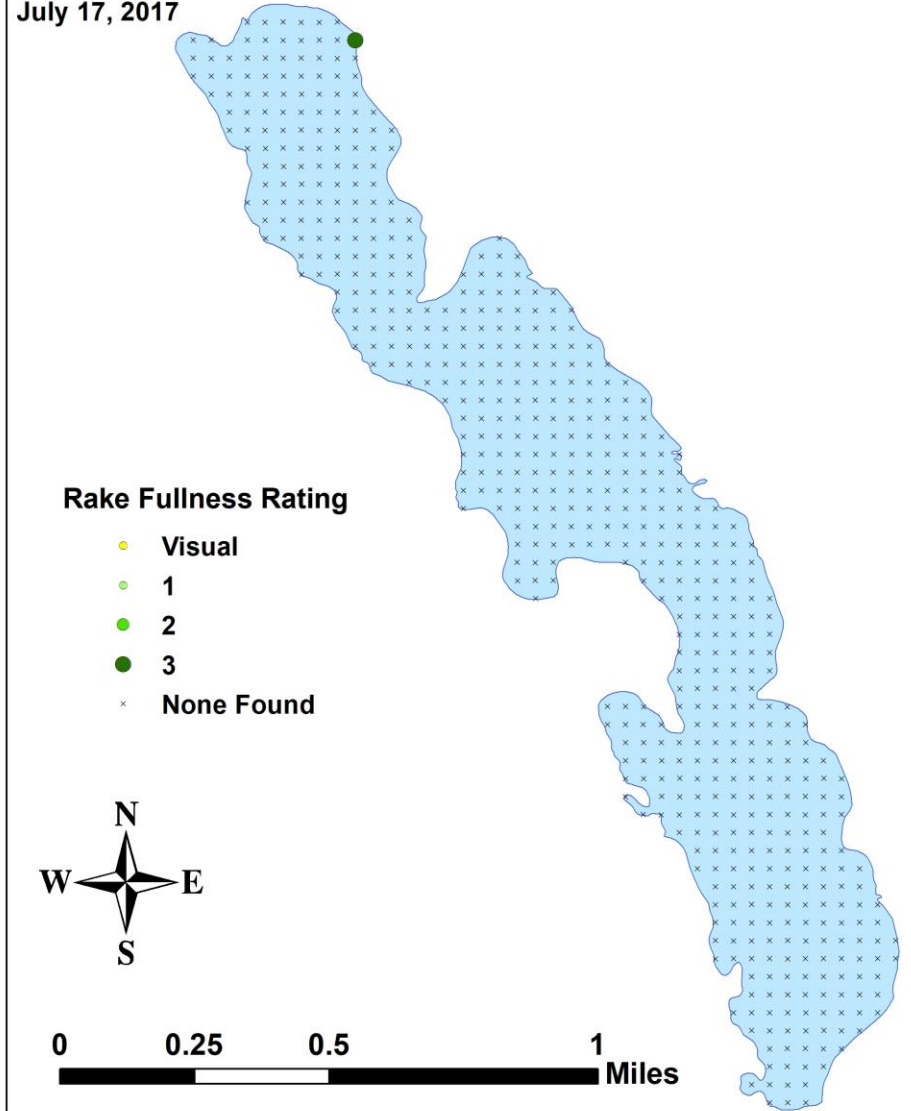 July 17, 2017
Rake Fullness Rating
Visual
1
2
3
None Found
N
W E
S
0 0.25 0.5 1
Miles